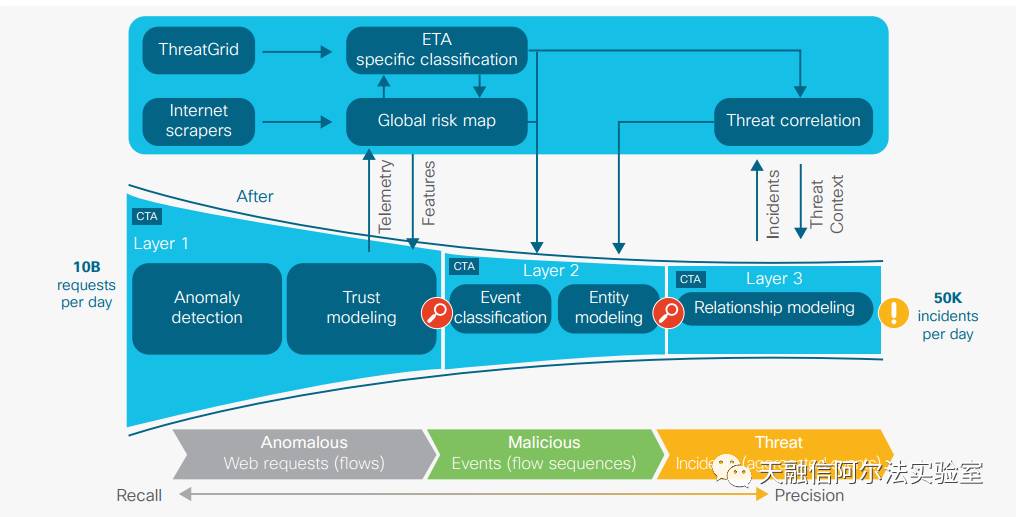 ThreatGrid
ETA
specific classification
Internet
scrapers
Global risk map
Threat correlation
Telemetry
Features
Incidents
Threat
Context
After
CTA
Layer 1
10B
requests
per day
Anomaly
detection
Trust
modeling
CTA
Layer 2
Event
classification
Entity
modeling
CTA
Layer 3
Relationship modeling
50K
incidents
per day
Anomalous
Web requests (flows)
Malicious
Events (flow sequences)
Threat
天融信阿尔法实验室
Recall
Precision